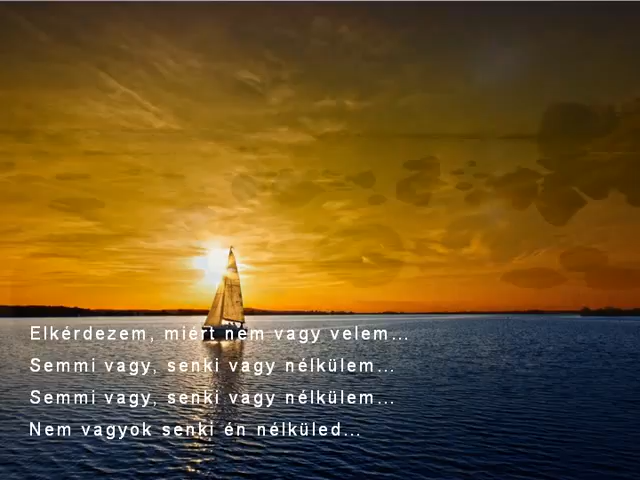 Elkérdezem, miért nem vagy velem...
Semmi vagy, senki vagy nélkülem...
Semmi vagy, senki vagy nélkülem...
Nem vagyok senki én nélküled...